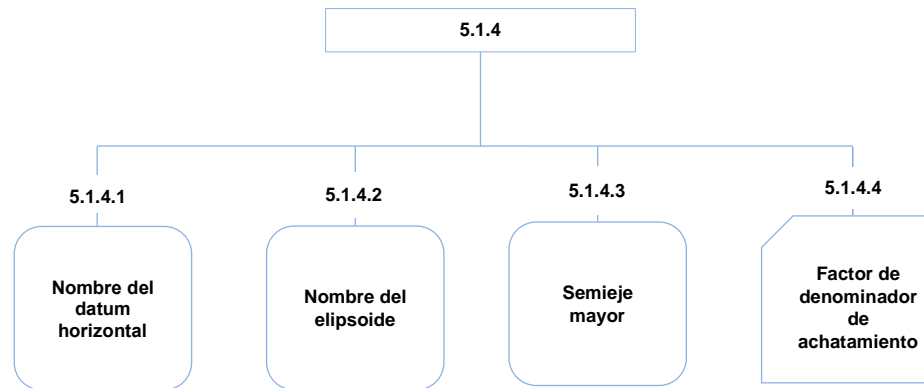 5.1.4
5.1.4.1
5.1.4.2
5.1.4.3
5.1.4.4
Nombre del
datum
horizontal
Nombre del
elipsoide
Semieje
mayor
Factor de
denominador
de
achatamiento